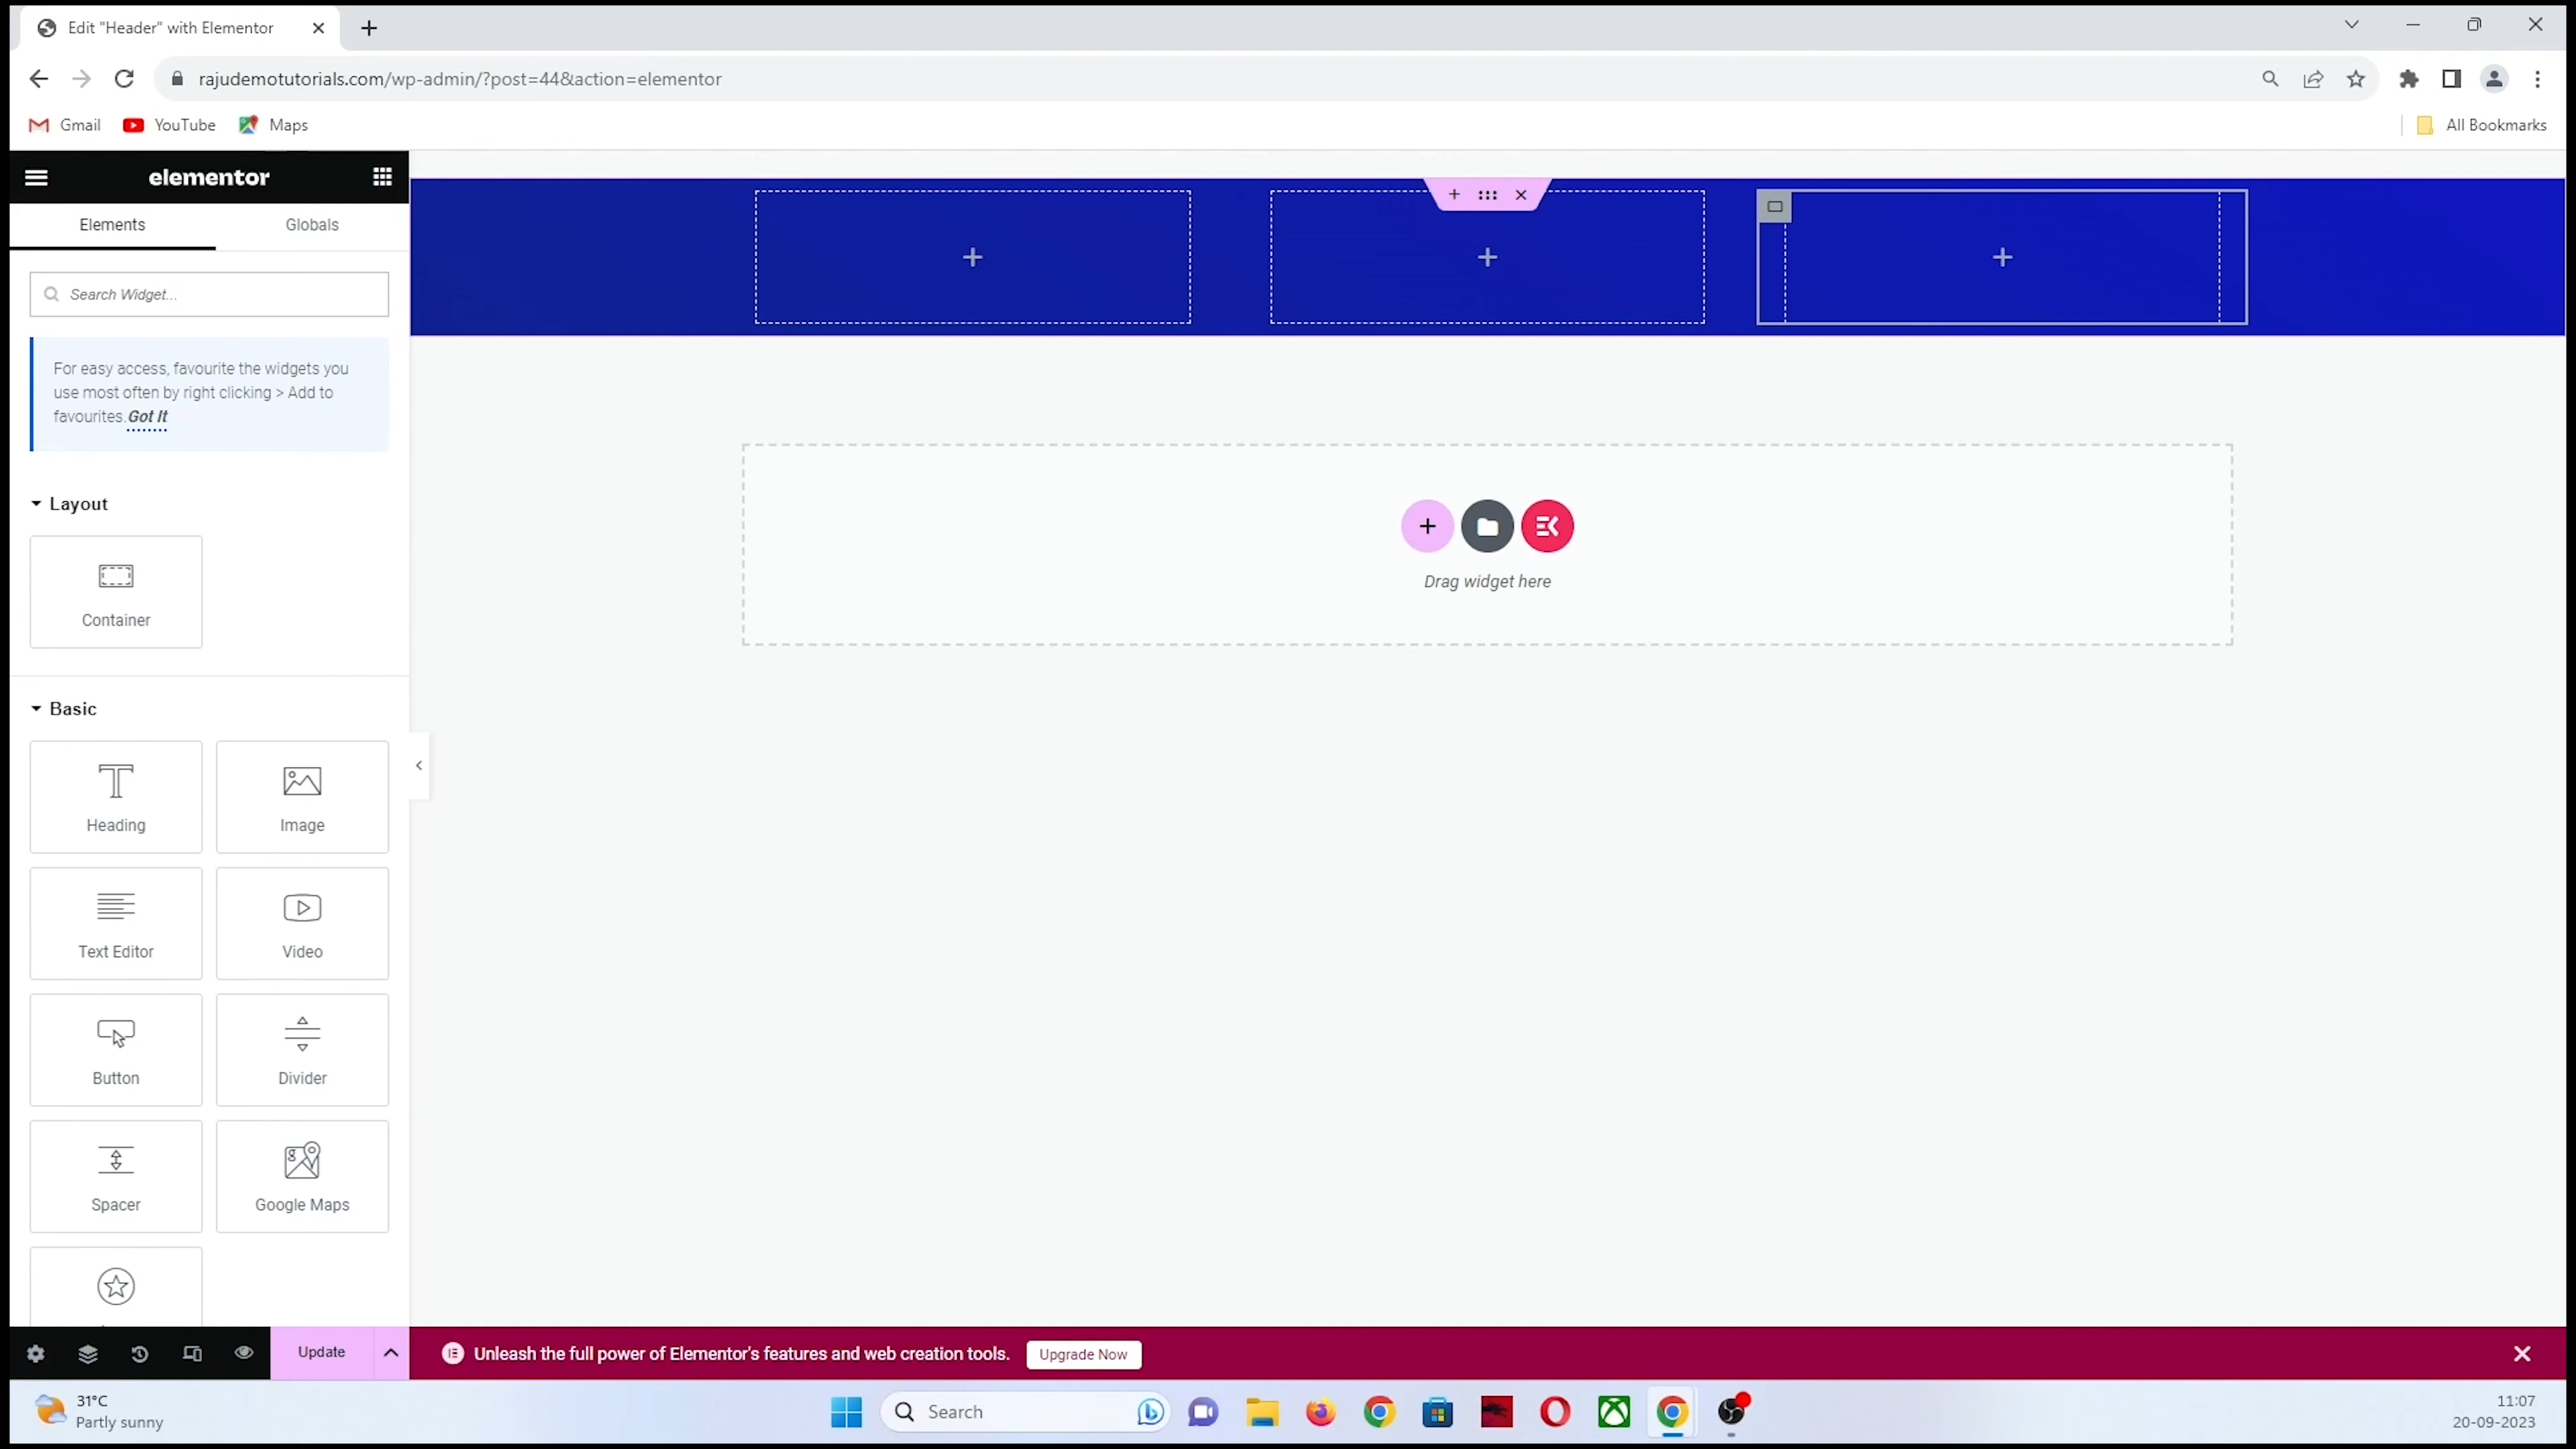 Edit "Header" with Elementor
rajudemotutorials.com/wp-admin/?post=44&action=elementor
Gmail YouTube Maps All Bookmarks
elementor
Elements Globals
Search Widget...
For easy access, favourite the widgets you
use most often by right clicking > Add to
favourites. Got It
Layout
Container
Basic
Heading Image
Text Editor Video
Button Divider
Spacer Google Maps
Drag widget here
Update
Unleash the full power of Elementor's features and web creation tools. Upgrade Now
31°C
Partly sunny
Search
11:07
20-09-2023